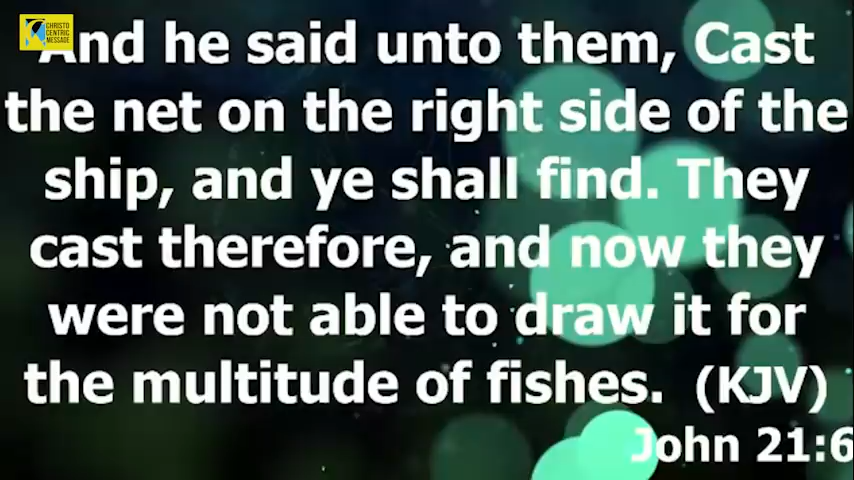 CHRISTO
CENTRIC
MESSAGE
And he said unto them, Cast
the net on the right side of the
ship, and ye shall find. They
cast therefore, and now they
were not able to draw it for
the multitude of fishes. (KJV)
John 21:6